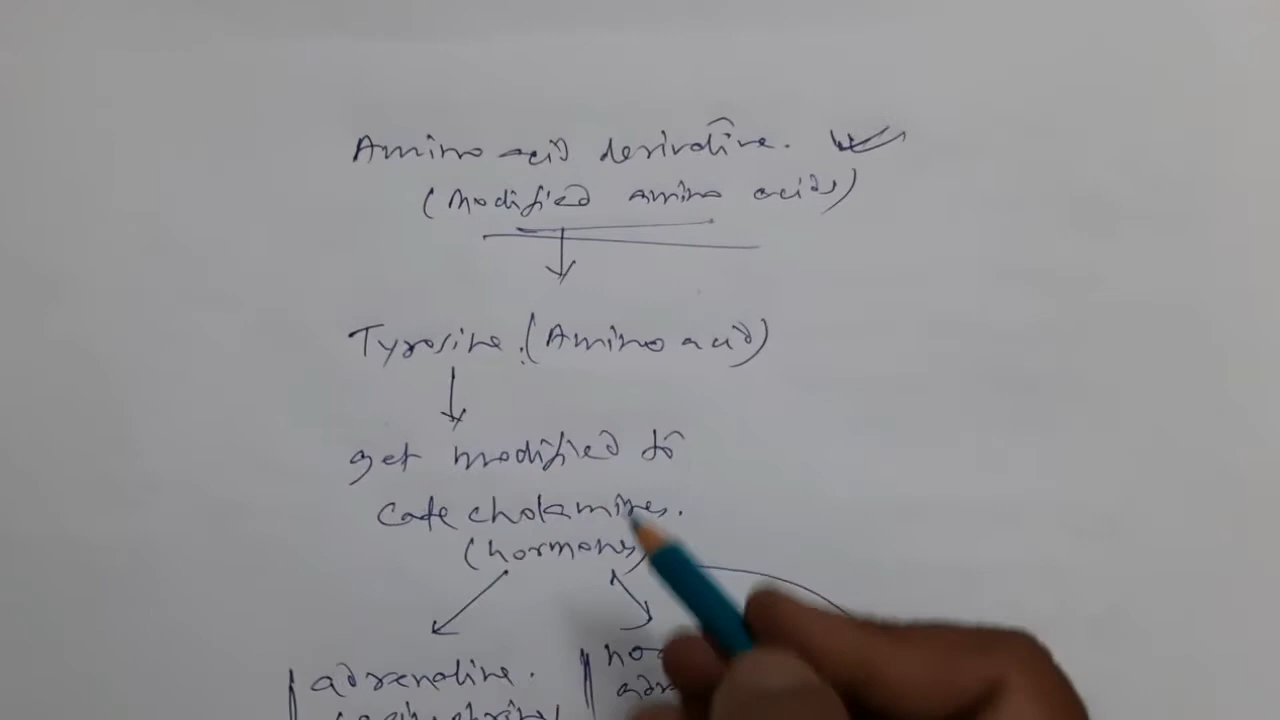 Amino acid derivative.
(Modified amino acids)
Tyrosine. (Amino acid)
get modified to
catecholamines.
(hormones)
adrenaline.